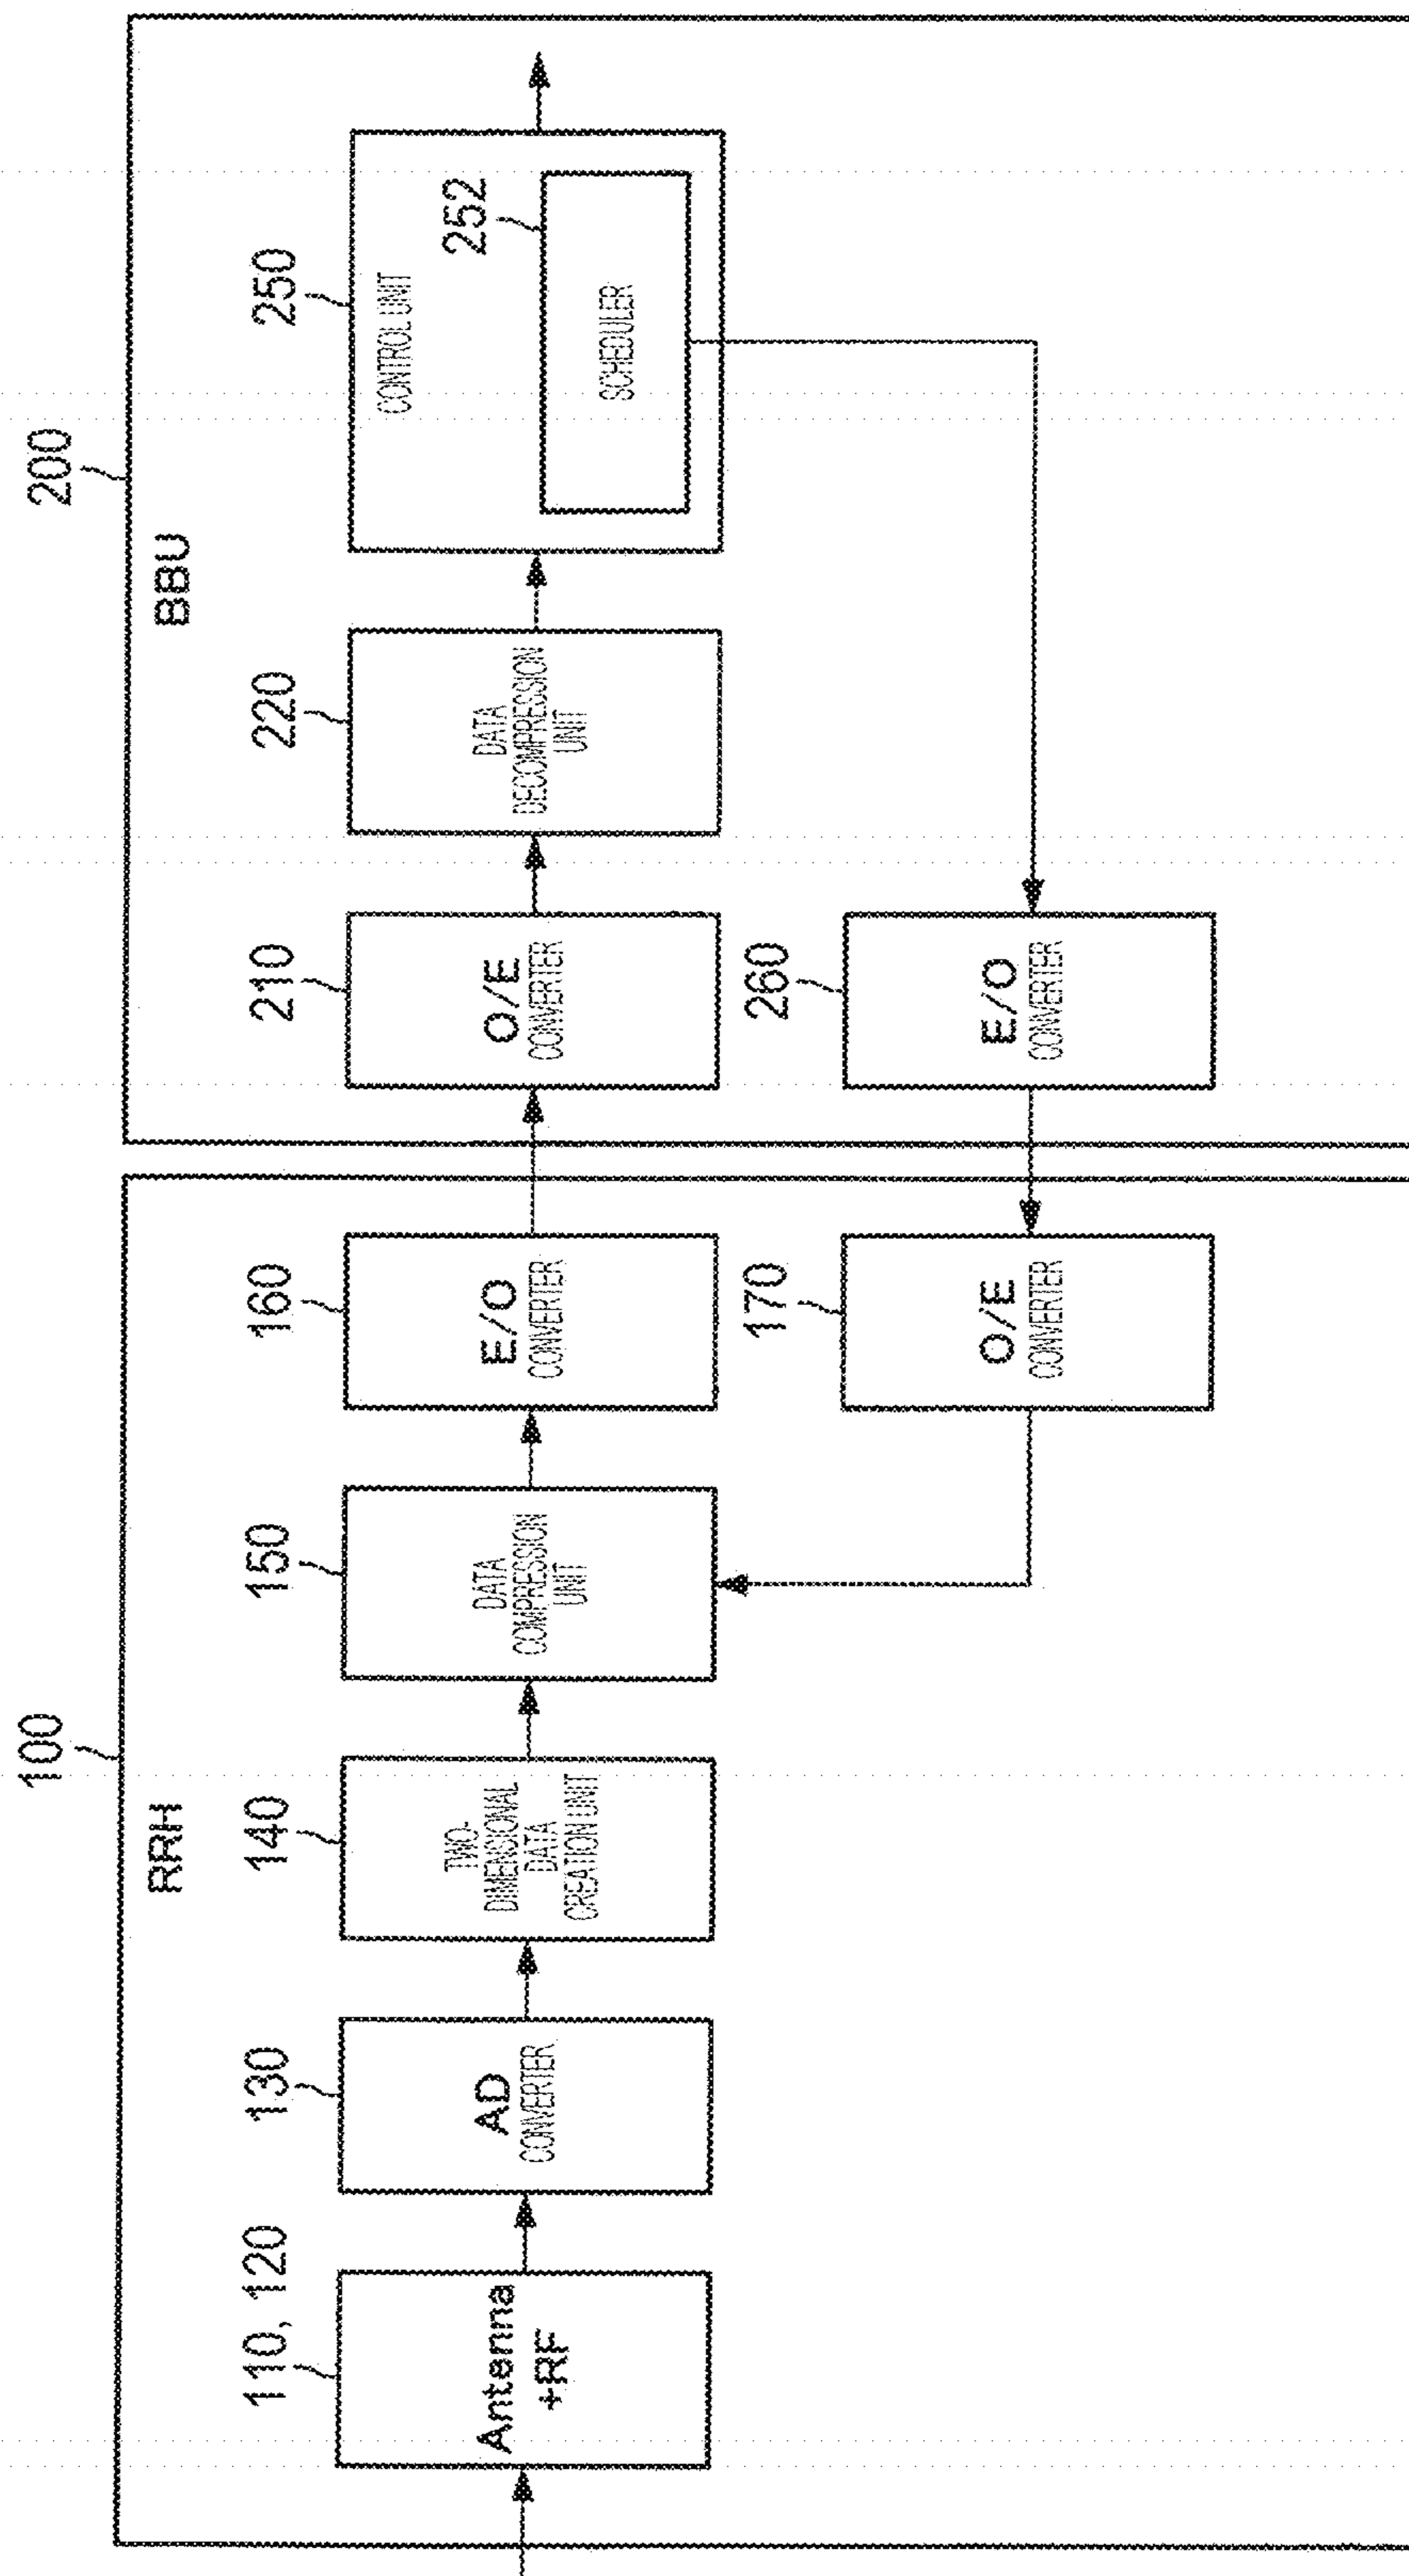 100
RRH
110, 120
Antenna
+RF
130
AD
CONVERTER
140
TWO-
DIMENSIONAL
DATA
CREATION UNIT
150
DATA
COMPRESSION
UNIT
160
E/O
CONVERTER
170
O/E
CONVERTER
200
BBU
210
O/E
CONVERTER
220
DATA
DECOMPRESSION
UNIT
250
CONTROL UNIT
252
SCHEDULER
260
E/O
CONVERTER